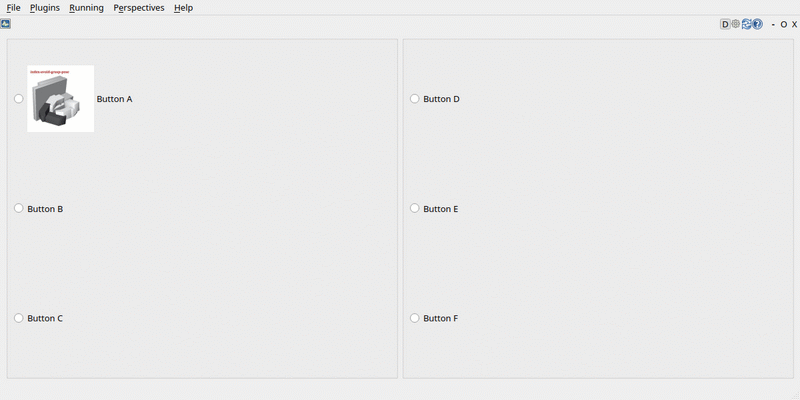 File Plugins Running Perspectives Help
D - O X
Button A
Button B
Button C
Button D
Button E
Button F